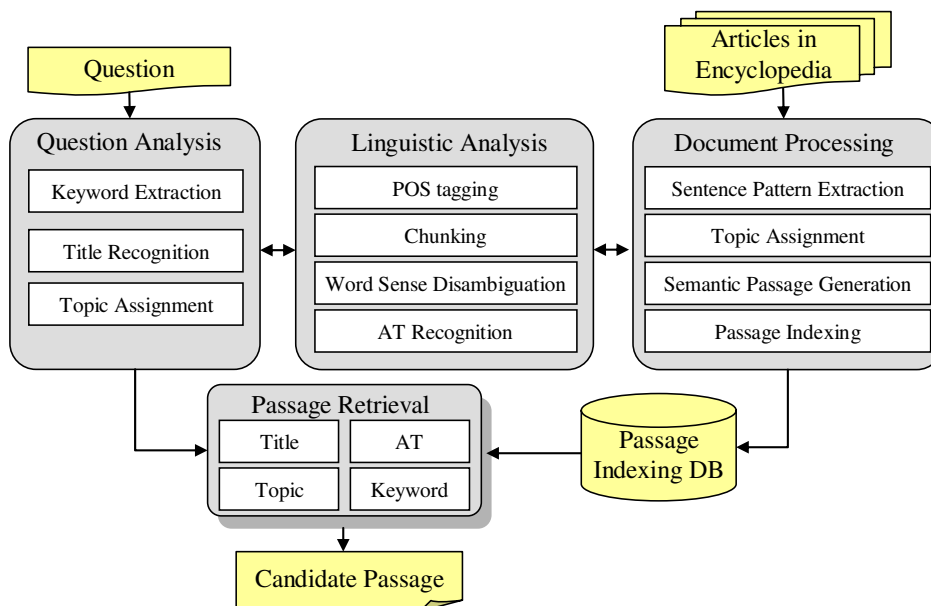 Question
Articles in
Encyclopedia
Question Analysis
Keyword Extraction
Title Recognition
Topic Assignment
Linguistic Analysis
POS tagging
Chunking
Word Sense Disambiguation
AT Recognition
Document Processing
Sentence Pattern Extraction
Topic Assignment
Semantic Passage Generation
Passage Indexing
Passage Retrieval
Title
AT
Topic
Keyword
Passage
Indexing DB
Candidate Passage